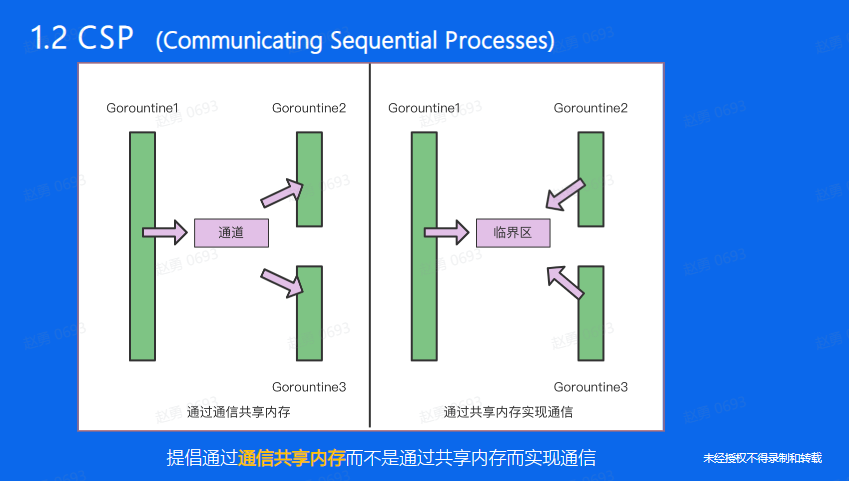 1.2 CSP (Communicating Sequential Processes)
Gorountine1
Gorountine2
Gorountine1
Gorountine2
通道
临界区
Gorountine3
Gorountine3
通过通信共享内存
通过共享内存实现通信
提倡通过通信共享内存而不是通过共享内存而实现通信
未经授权不得录制和转载
赵勇 0693